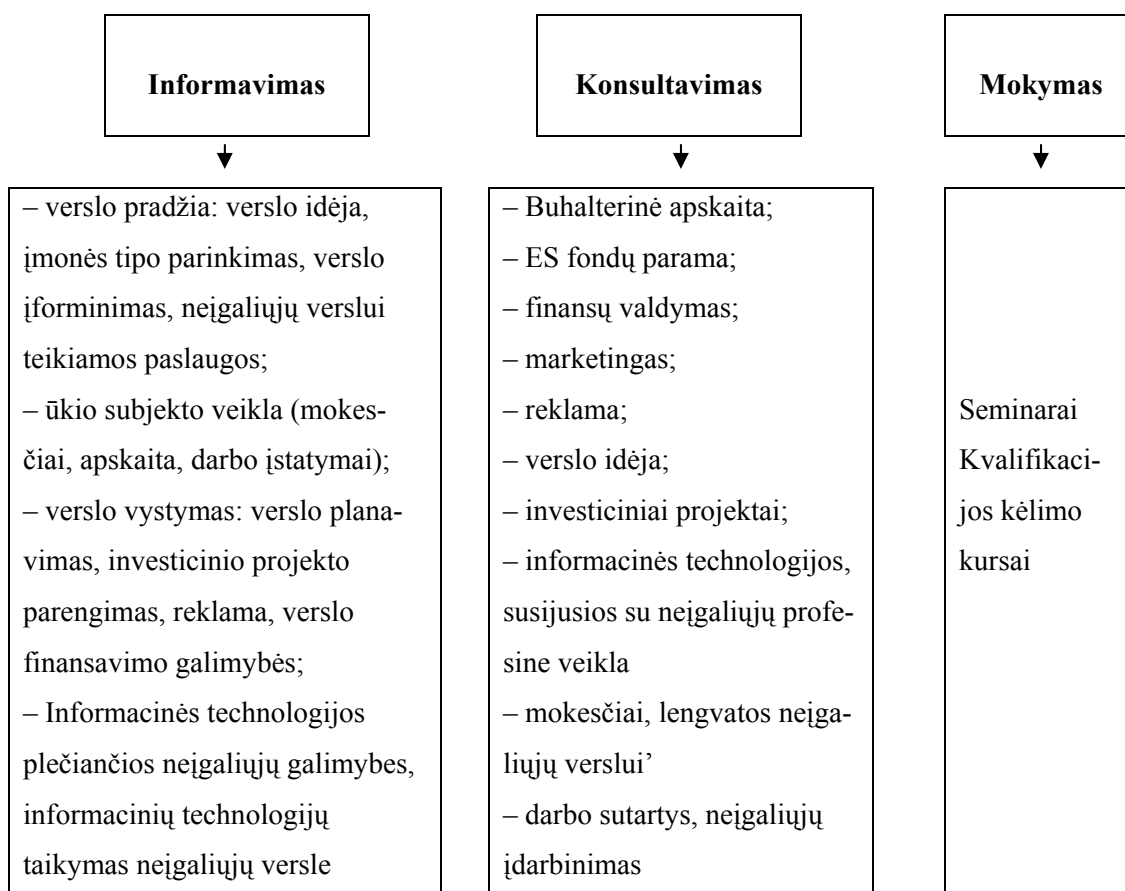 Informavimas
– verslo pradžia: verslo idėja,
įmonės tipo parinkimas, verslo
įforminimas, neįgaliųjų verslui
teikiamos paslaugos;
– ūkio subjekto veikla (mokes-
čiai, apskaita, darbo įstatymai);
– verslo vystymas: verslo plana-
vimas, investicinio projekto
parengimas, reklama, verslo
finansavimo galimybės;
– Informacinės technologijos
plečiančios neįgaliųjų galimybes,
informacinių technologijų
taikymas neįgaliųjų versle
Konsultavimas
– Buhalterinė apskaita;
– ES fondų parama;
– finansų valdymas;
– marketingas;
– reklama;
– verslo idėja;
– investiciniai projektai;
– informacinės technologijos,
susijusios su neįgaliųjų profe-
sine veikla
– mokesčiai, lengvatos neįga-
liųjų verslui’
– darbo sutartys, neįgaliųjų
įdarbinimas
Mokymas
Seminarai
Kvalifikaci-
jos kėlimo
kursai